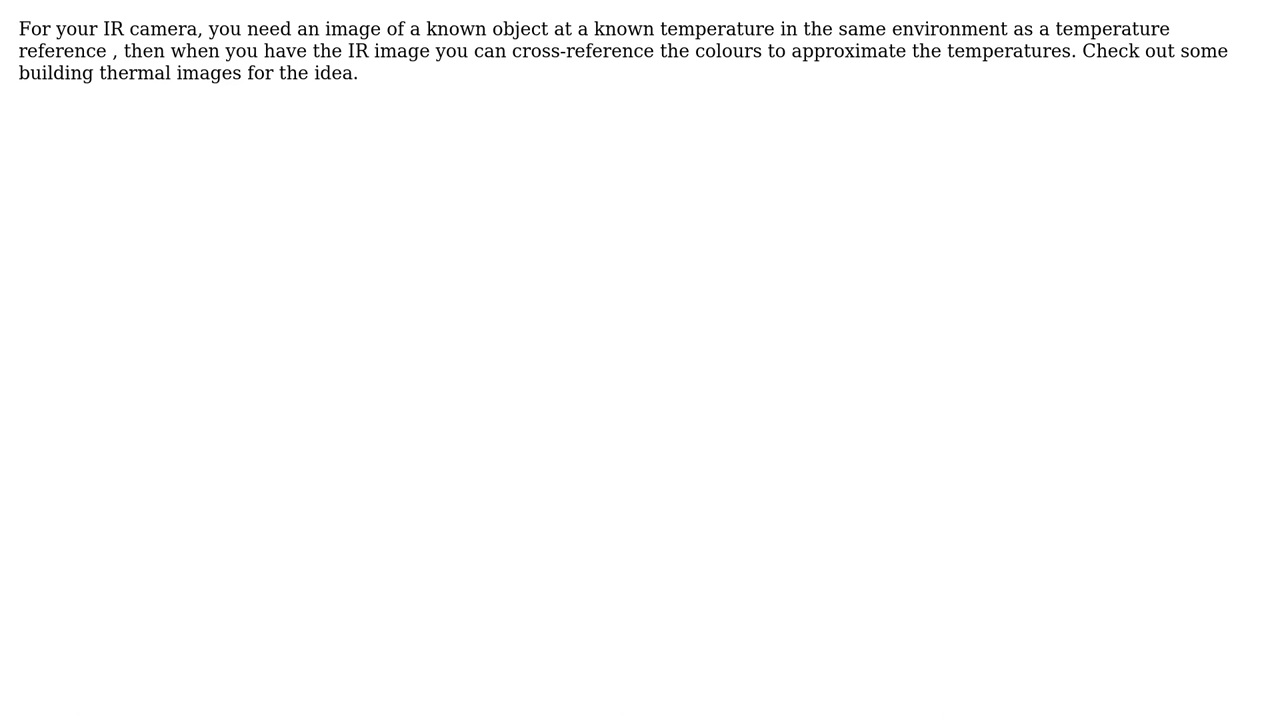 For your IR camera, you need an image of a known object at a known temperature in the same environment as a temperature
reference , then when you have the IR image you can cross-reference the colours to approximate the temperatures. Check out some
building thermal images for the idea.